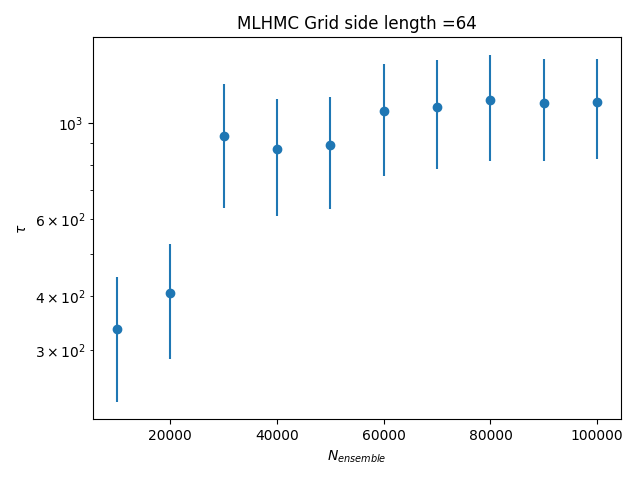 MLHMC Grid side length =64
10³
6 × 10²
4 × 10²
3 × 10²
τ
20000 40000 60000 80000 100000
N_ensemble